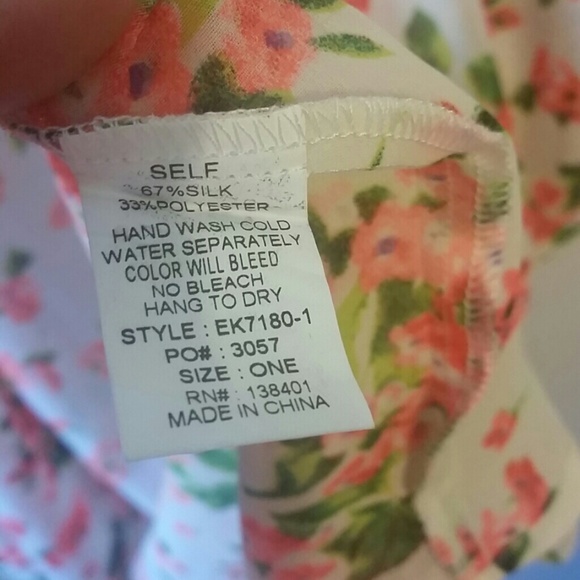 SELF
67%SILK
33%POLYESTER
HAND WASH COLD
WATER SEPARATELY
COLOR WILL BLEED
NO BLEACH
HANG TO DRY
STYLE : EK7180-1
PO# : 3057
SIZE : ONE
RN# : 138401
MADE IN CHINA